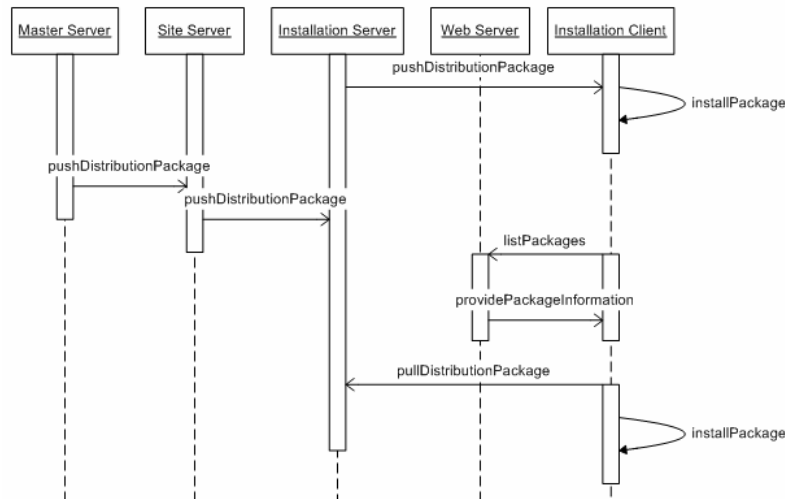 Master Server
Site Server
Installation Server
Web Server
Installation Client
pushDistributionPackage
installPackage
pushDistributionPackage
pushDistributionPackage
listPackages
providePackageInformation
pullDistributionPackage
installPackage